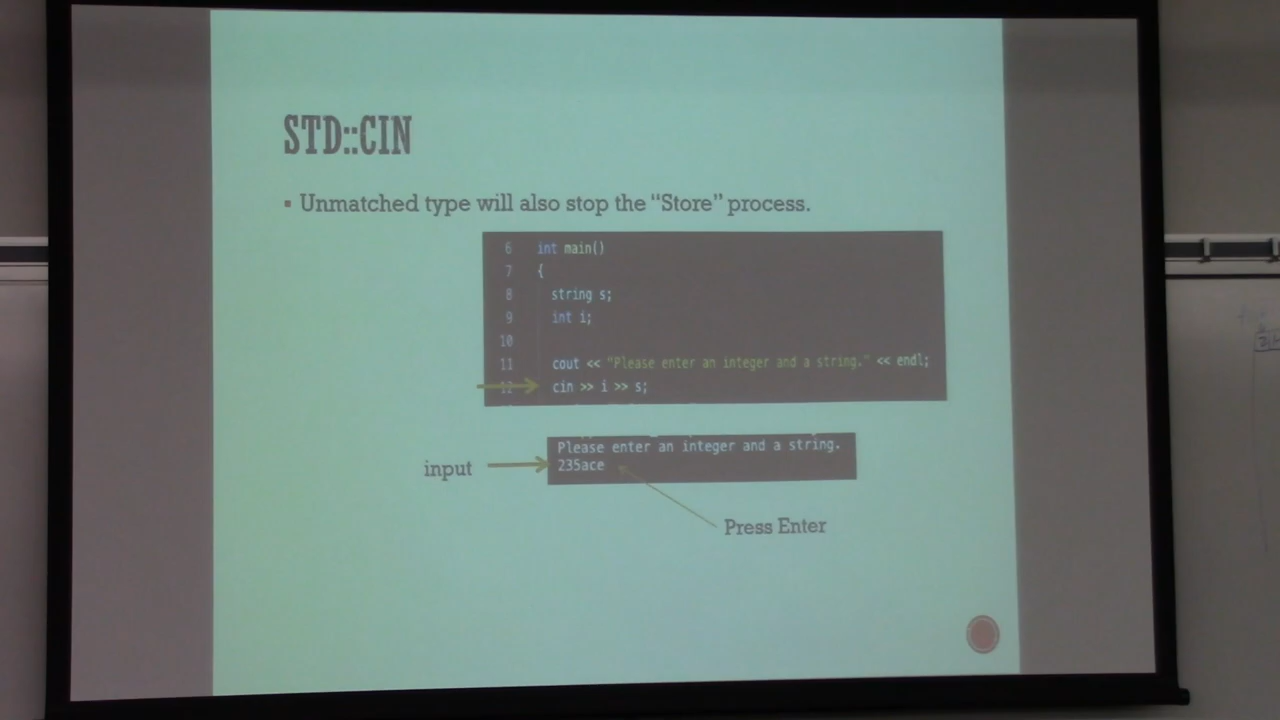 STD::CIN
▪ Unmatched type will also stop the “Store” process.
6 int main()
7 {
8 string s;
9 int i;
10
11 cout << "Please enter an integer and a string." << endl;
12 cin >> i >> s;
Please enter an integer and a string.
input
235ace
Press Enter